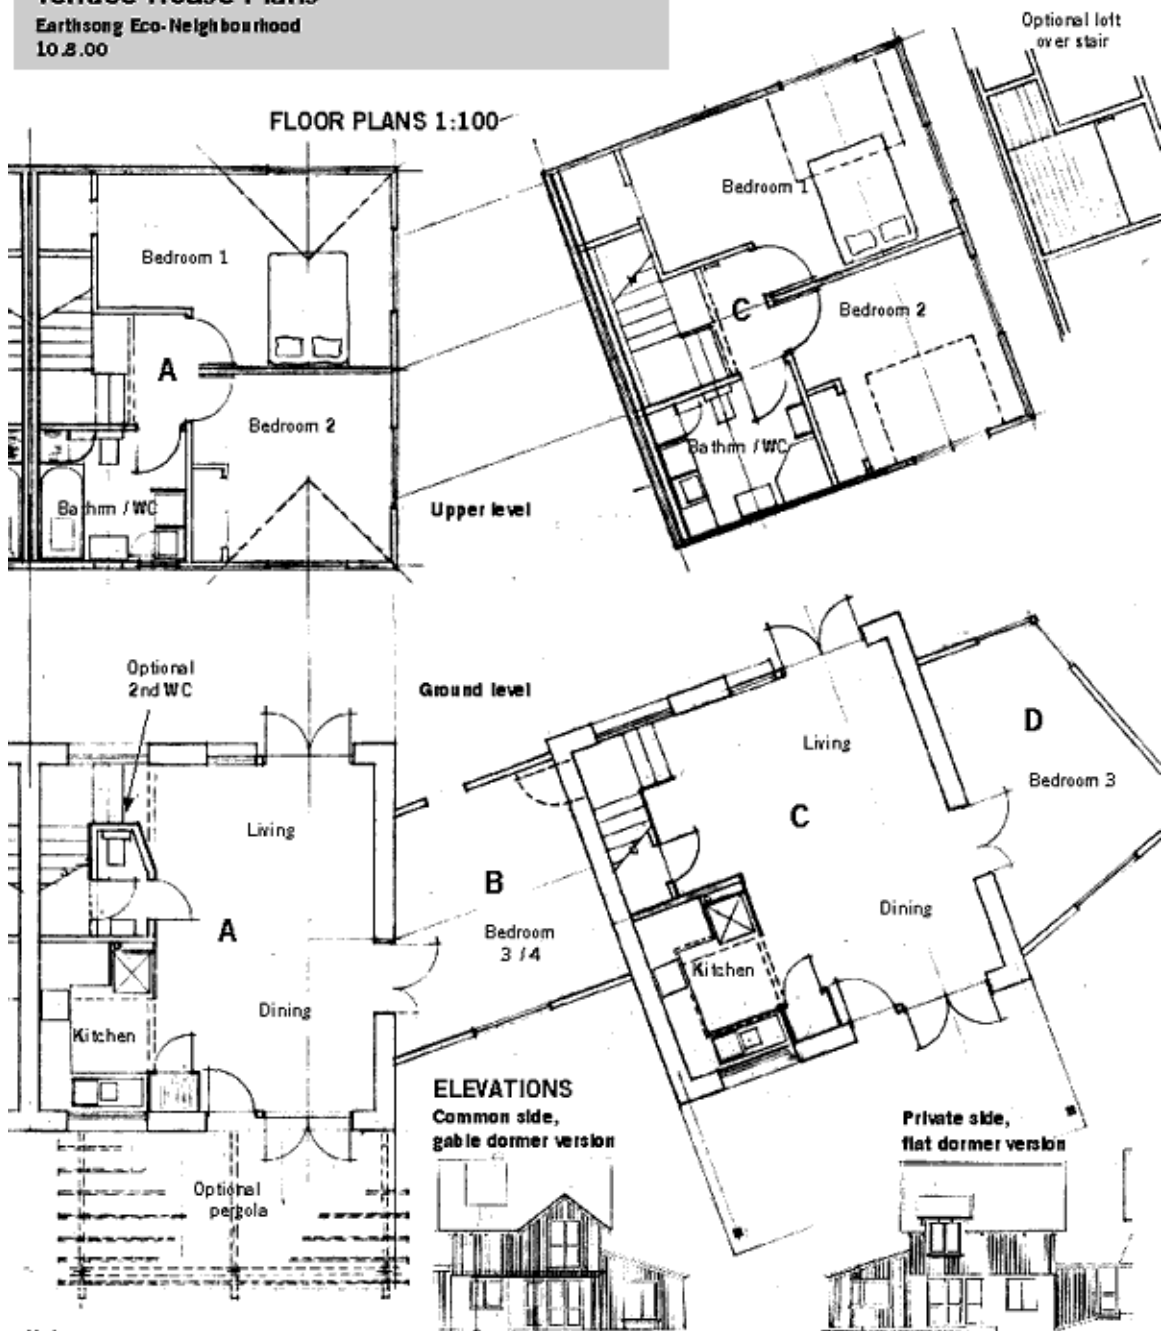 Terrace House Plans
Earthsong Eco-Neighbourhood
10.8.00
Optional loft
over stair
FLOOR PLANS 1:100
Bedroom 1
A
Bedroom 2
Bathrm / WC
Bedroom 1
C
Bedroom 2
Bathrm / WC
Upper level
Optional
2nd WC
Ground level
Living
A
Dining
Kitchen
B
Bedroom
3 / 4
Living
C
Dining
Kitchen
D
Bedroom 3
Optional
pergola
ELEVATIONS
Common side,
gable dormer version
Private side,
flat dormer version